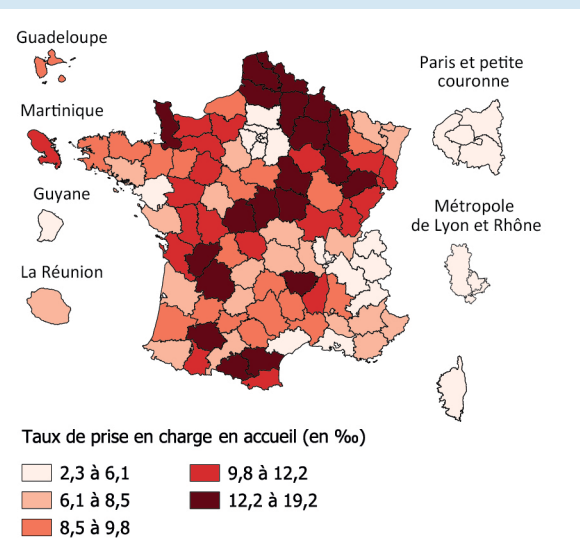 Guadeloupe
Martinique
Guyane
La Réunion
Paris et petite
couronne
Métropole
de Lyon et Rhône
Taux de prise en charge en accueil (en ‰)
2,3 à 6,1
6,1 à 8,5
8,5 à 9,8
9,8 à 12,2
12,2 à 19,2